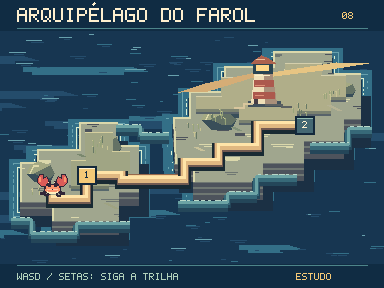 ARQUIPÉLAGO DO FAROL
08
2
1
WASD / SETAS: SIGA A TRILHA
ESTUDO